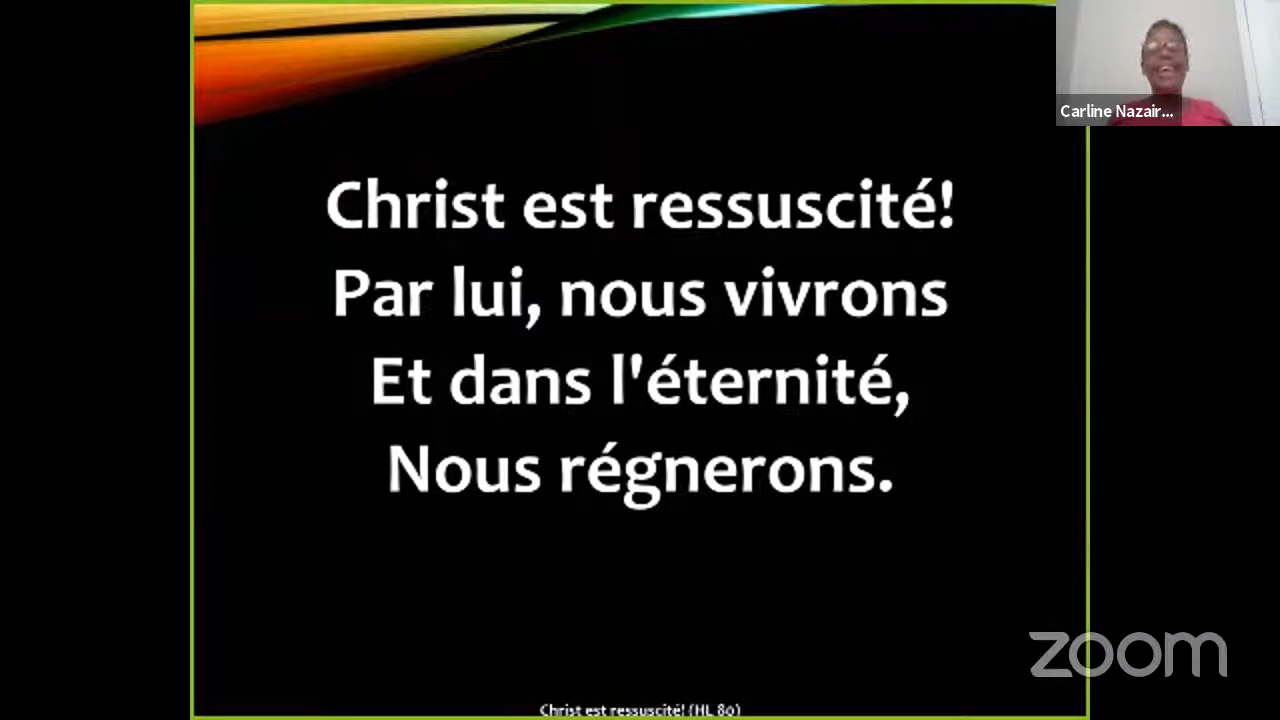 Carline Nazair...
Christ est ressuscité!
Par lui, nous vivrons
Et dans l'éternité,
Nous régnerons.
zoom
Christ est ressuscité! (HL 80)